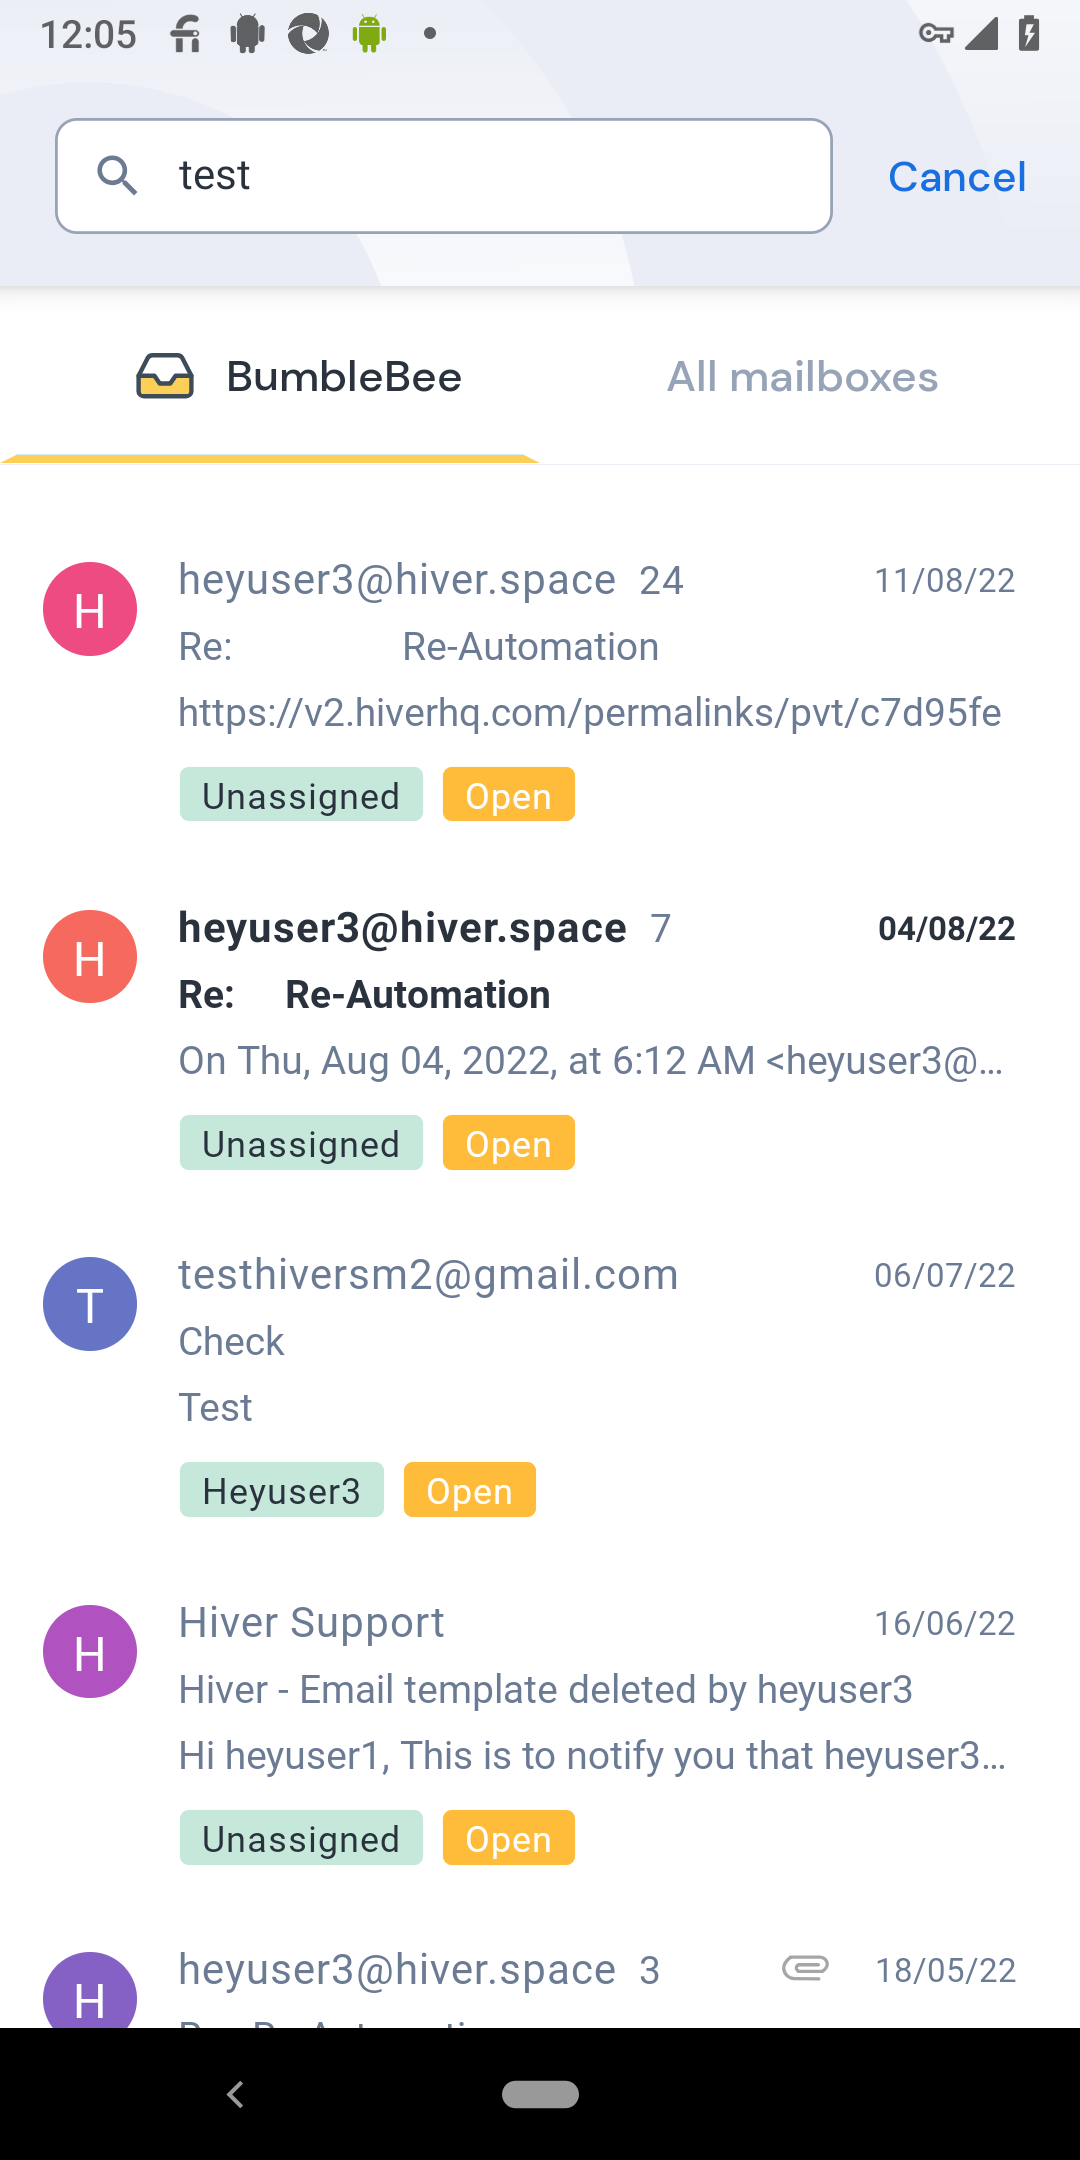 12:05
test
Cancel
BumbleBee
All mailboxes
H
heyuser3@hiver.space 24
11/08/22
Re: Re-Automation
https://v2.hiverhq.com/permalinks/pvt/c7d95fe
Unassigned
Open
H
heyuser3@hiver.space 7
04/08/22
Re: Re-Automation
On Thu, Aug 04, 2022, at 6:12 AM <heyuser3@...
Unassigned
Open
T
testhiversm2@gmail.com
06/07/22
Check
Test
Heyuser3
Open
H
Hiver Support
16/06/22
Hiver - Email template deleted by heyuser3
Hi heyuser1, This is to notify you that heyuser3...
Unassigned
Open
H
heyuser3@hiver.space 3
18/05/22